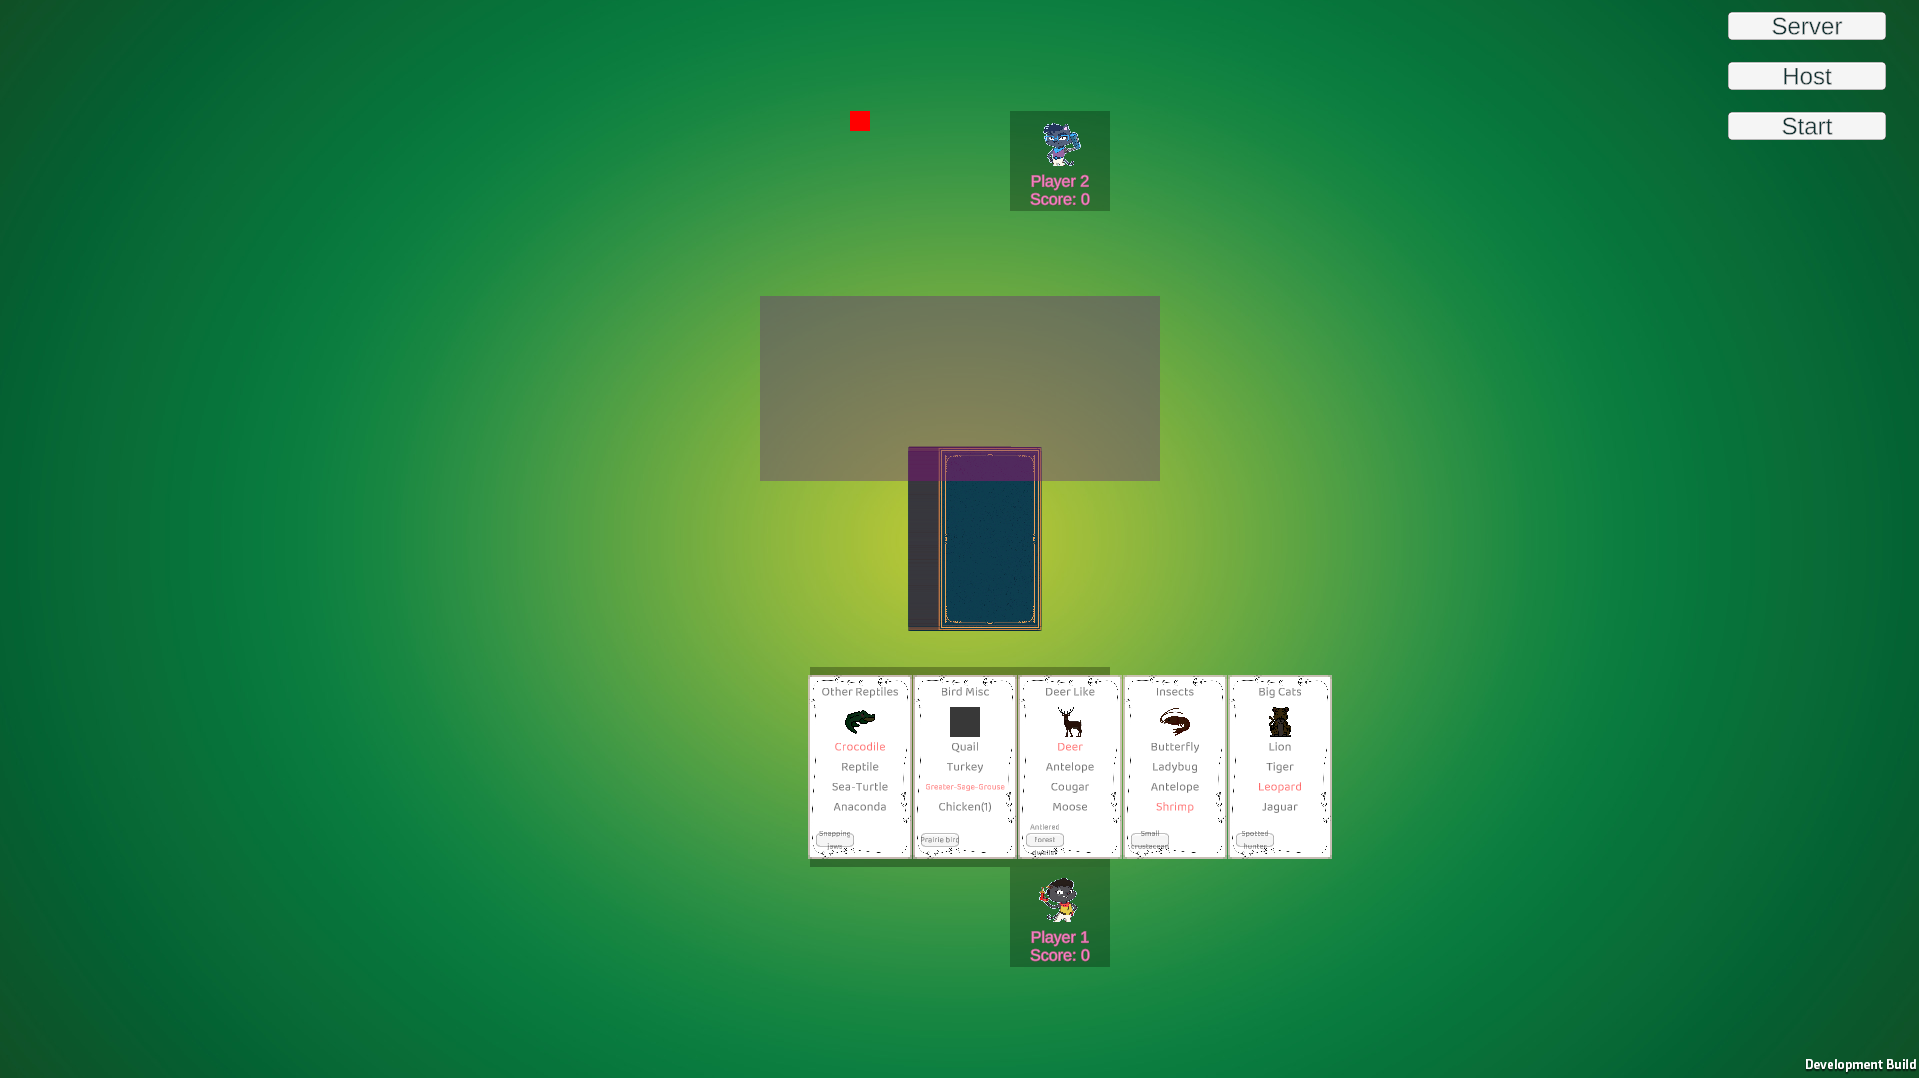 Server
Host
Start
Player 2
Score: 0
Other Reptiles
Crocodile
Reptile
Sea-Turtle
Anaconda
Snapping
jaws
Bird Misc
Quail
Turkey
Greater-Sage-Grouse
Chicken(1)
Prairie bird
Deer Like
Deer
Antelope
Cougar
Moose
Antlered
forest
Insects
Butterfly
Ladybug
Antelope
Shrimp
Small
crustacean
Big Cats
Lion
Tiger
Leopard
Jaguar
Spotted
hunter
Player 1
Score: 0
Development Build